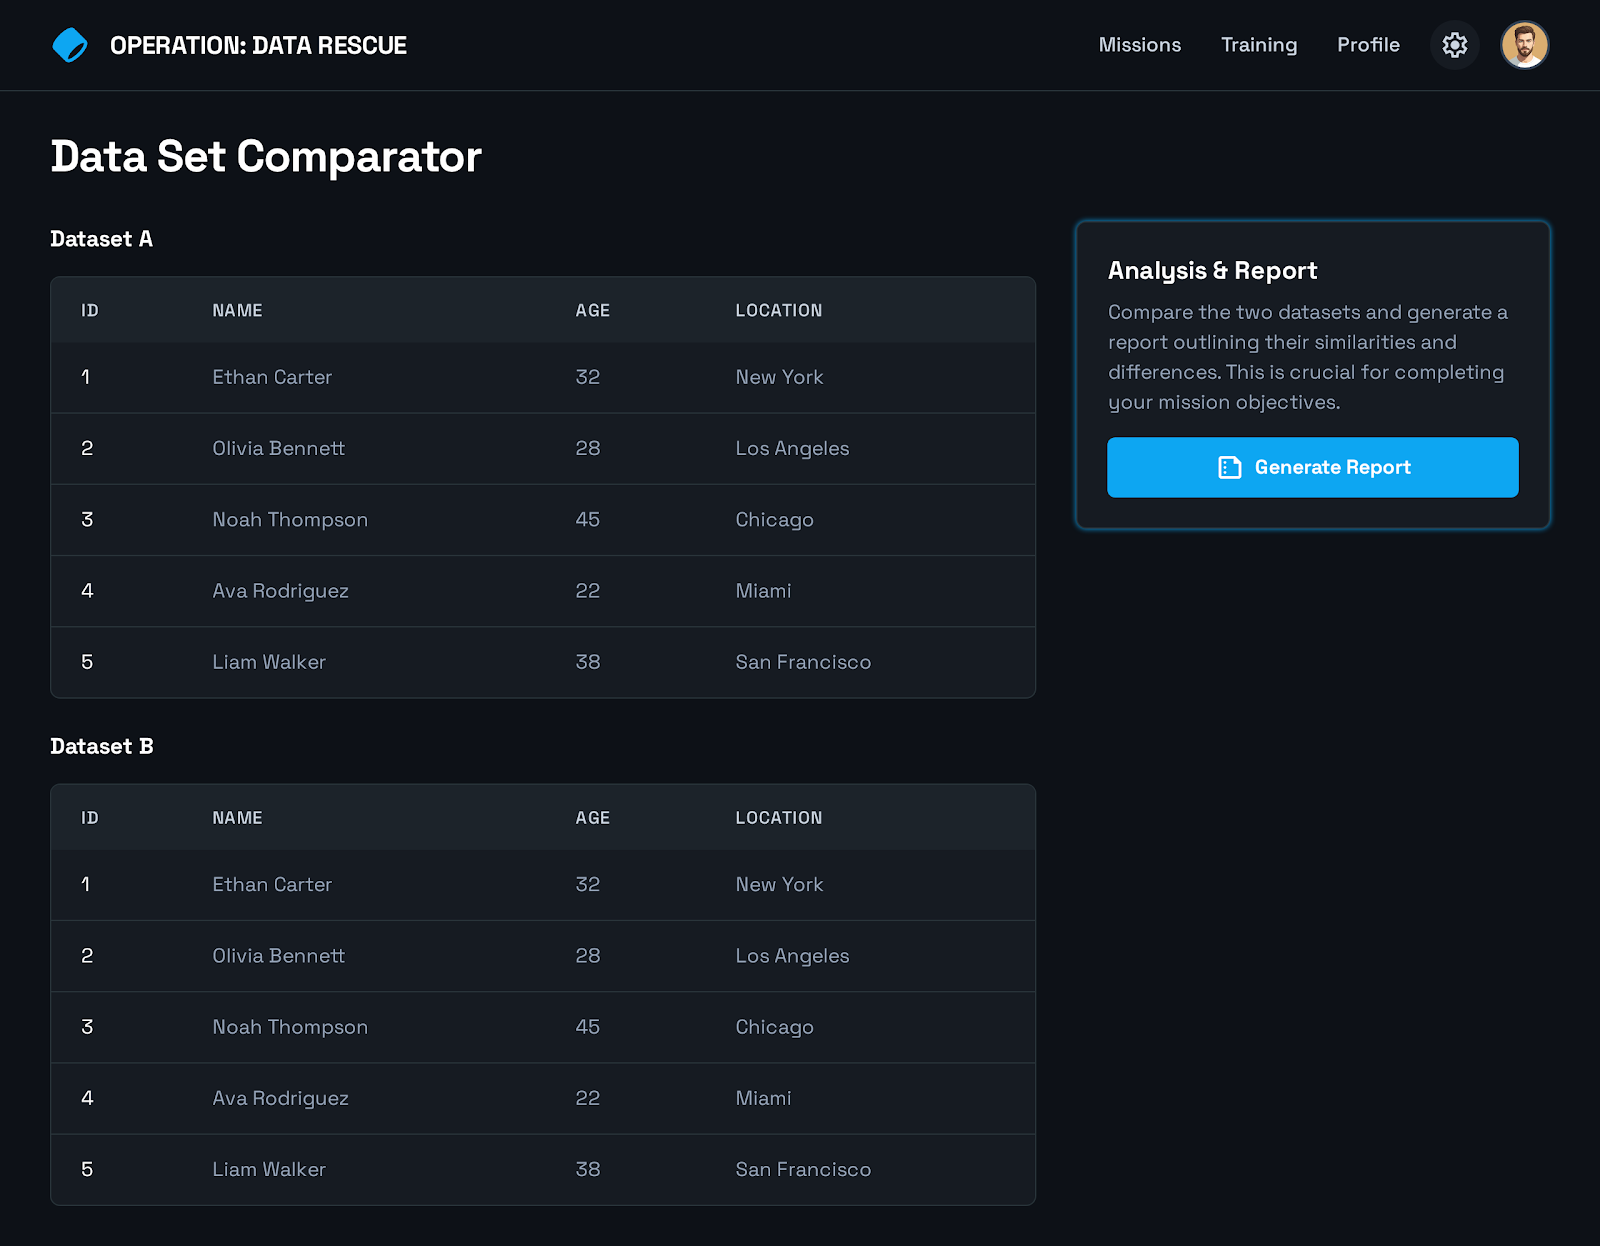 OPERATION: DATA RESCUE
Missions Training Profile
Data Set Comparator
Dataset A
ID NAME AGE LOCATION
1 Ethan Carter 32 New York
2 Olivia Bennett 28 Los Angeles
3 Noah Thompson 45 Chicago
4 Ava Rodriguez 22 Miami
5 Liam Walker 38 San Francisco
Dataset B
ID NAME AGE LOCATION
1 Ethan Carter 32 New York
2 Olivia Bennett 28 Los Angeles
3 Noah Thompson 45 Chicago
4 Ava Rodriguez 22 Miami
5 Liam Walker 38 San Francisco
Analysis & Report
Compare the two datasets and generate a
report outlining their similarities and
differences. This is crucial for completing
your mission objectives.
Generate Report